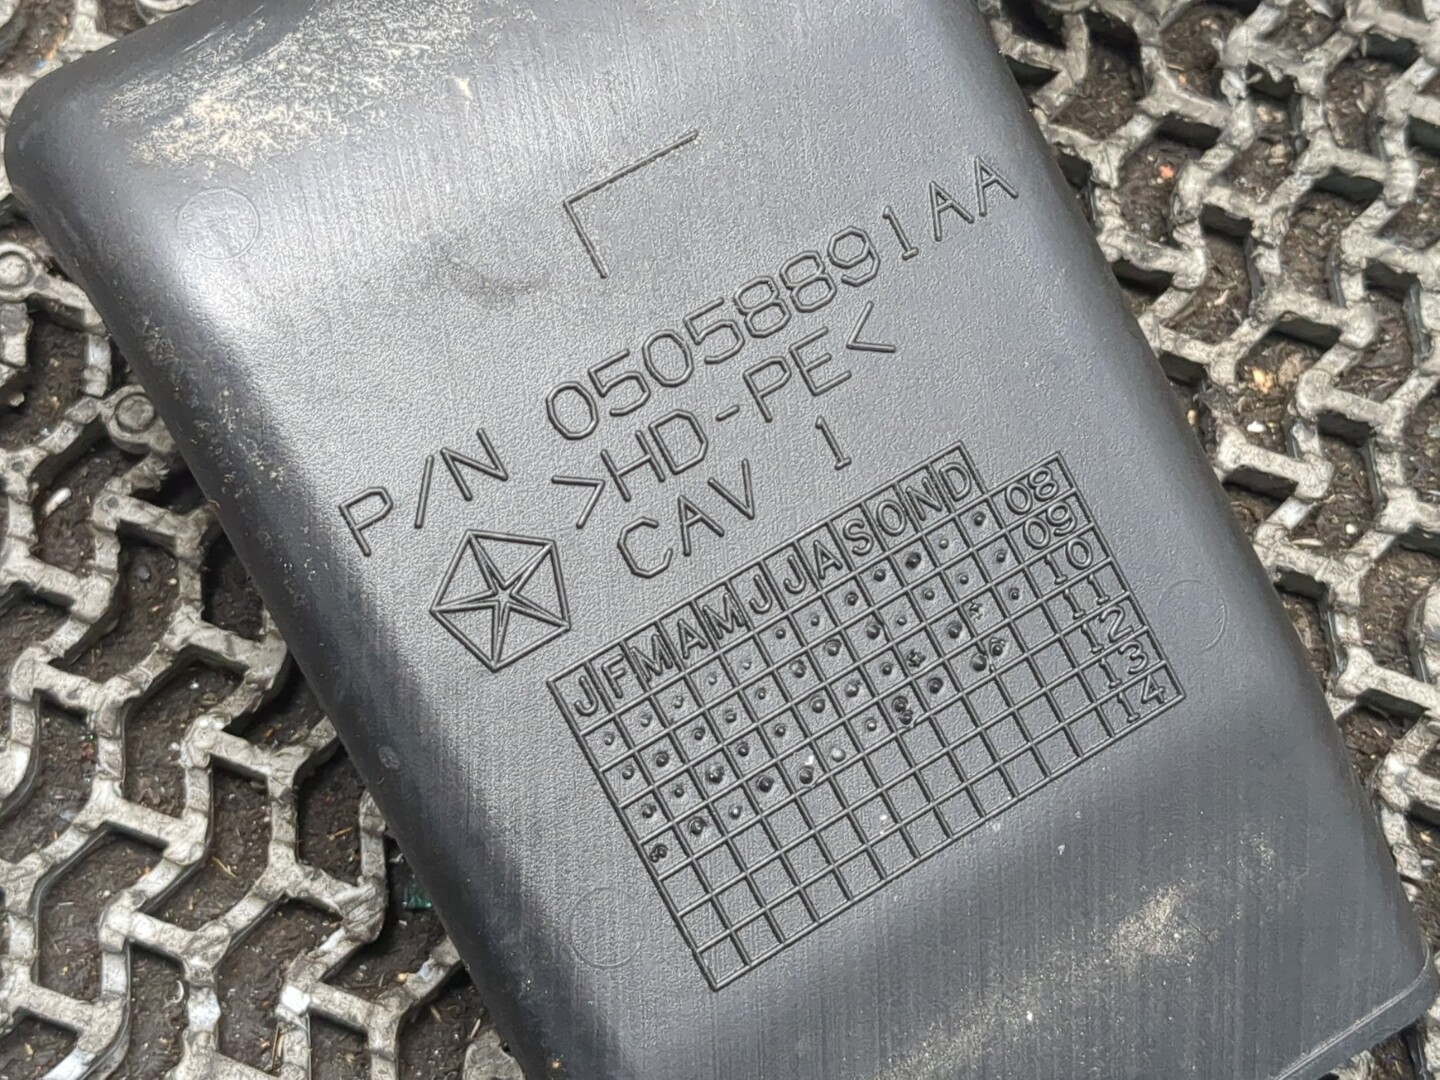 P/N 05058891AA
>HD-PE<
CAV 1
J F M A M J J A S O N D
08
09
10
11
12
13
14